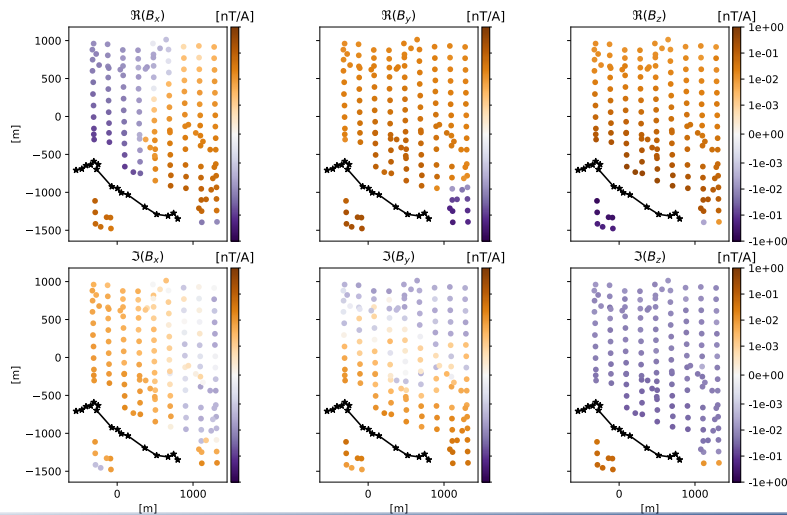 ℜ(Bx) [nT/A] ℜ(By) [nT/A] ℜ(Bz) [nT/A]
1000
500
0
−500
−1000
−1500
[m]
1e+00
1e-01
1e-02
1e-03
0e+00
-1e-03
-1e-02
-1e-01
-1e+00
ℑ(Bx) [nT/A] ℑ(By) [nT/A] ℑ(Bz) [nT/A]
1000
500
0
−500
−1000
−1500
[m]
1e+00
1e-01
1e-02
1e-03
0e+00
-1e-03
-1e-02
-1e-01
-1e+00
0 1000 0 1000 0 1000
[m] [m] [m]